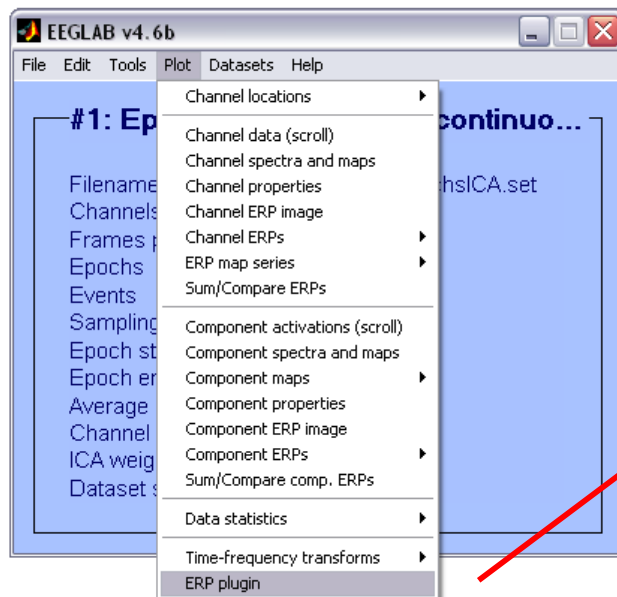 EEGLAB v4.6b
File Edit Tools Plot Datasets Help
#1: Ep continuo...
Filename hsICA.set
Channels
Frames
Epochs
Events
Sampling
Epoch st
Epoch er
Average
Channel
ICA weig
Dataset s
Channel locations
Channel data (scroll)
Channel spectra and maps
Channel properties
Channel ERP image
Channel ERPs
ERP map series
Sum/Compare ERPs
Component activations (scroll)
Component spectra and maps
Component maps
Component properties
Component ERP image
Component ERPs
Sum/Compare comp. ERPs
Data statistics
Time-frequency transforms
ERP plugin